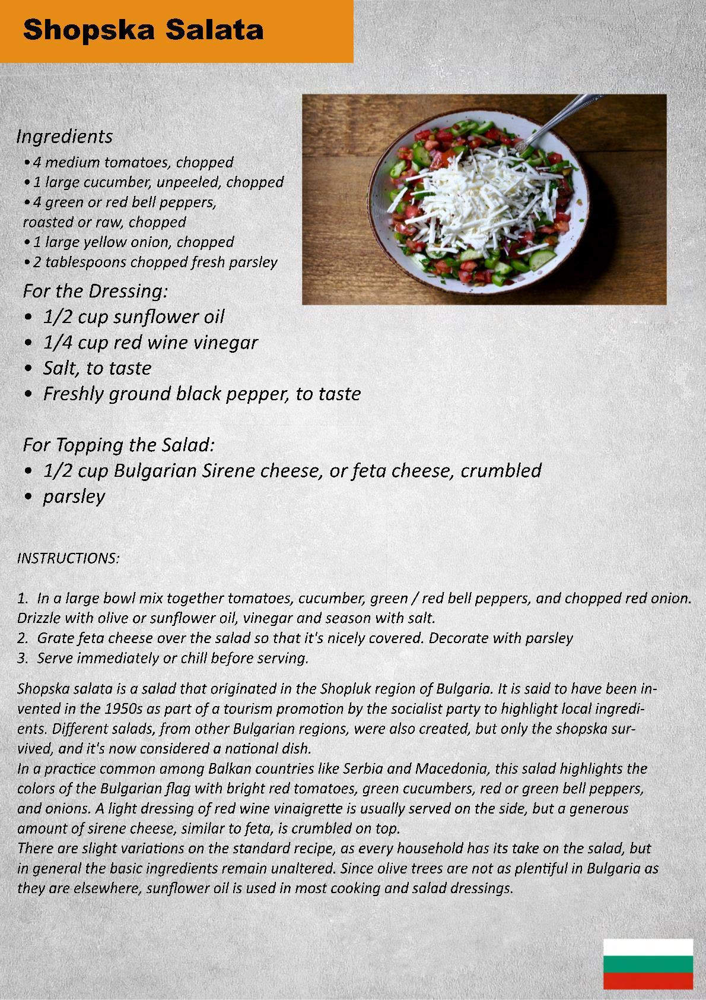 Shopska Salata
Ingredients
•4 medium tomatoes, chopped
•1 large cucumber, unpeeled, chopped
•4 green or red bell peppers,
roasted or raw, chopped
•1 large yellow onion, chopped
•2 tablespoons chopped fresh parsley
For the Dressing:
• 1/2 cup sunflower oil
• 1/4 cup red wine vinegar
• Salt, to taste
• Freshly ground black pepper, to taste
For Topping the Salad:
• 1/2 cup Bulgarian Sirene cheese, or feta cheese, crumbled
• parsley
INSTRUCTIONS:
1. In a large bowl mix together tomatoes, cucumber, green / red bell peppers, and chopped red onion.
Drizzle with olive or sunflower oil, vinegar and season with salt.
2. Grate feta cheese over the salad so that it's nicely covered. Decorate with parsley
3. Serve immediately or chill before serving.
Shopska salata is a salad that originated in the Shopluk region of Bulgaria. It is said to have been in-
vented in the 1950s as part of a tourism promotion by the socialist party to highlight local ingredi-
ents. Different salads, from other Bulgarian regions, were also created, but only the shopska sur-
vived, and it's now considered a national dish.
In a practice common among Balkan countries like Serbia and Macedonia, this salad highlights the
colors of the Bulgarian flag with bright red tomatoes, green cucumbers, red or green bell peppers,
and onions. A light dressing of red wine vinaigrette is usually served on the side, but a generous
amount of sirene cheese, similar to feta, is crumbled on top.
There are slight variations on the standard recipe, as every household has its take on the salad, but
in general the basic ingredients remain unaltered. Since olive trees are not as plentiful in Bulgaria as
they are elsewhere, sunflower oil is used in most cooking and salad dressings.